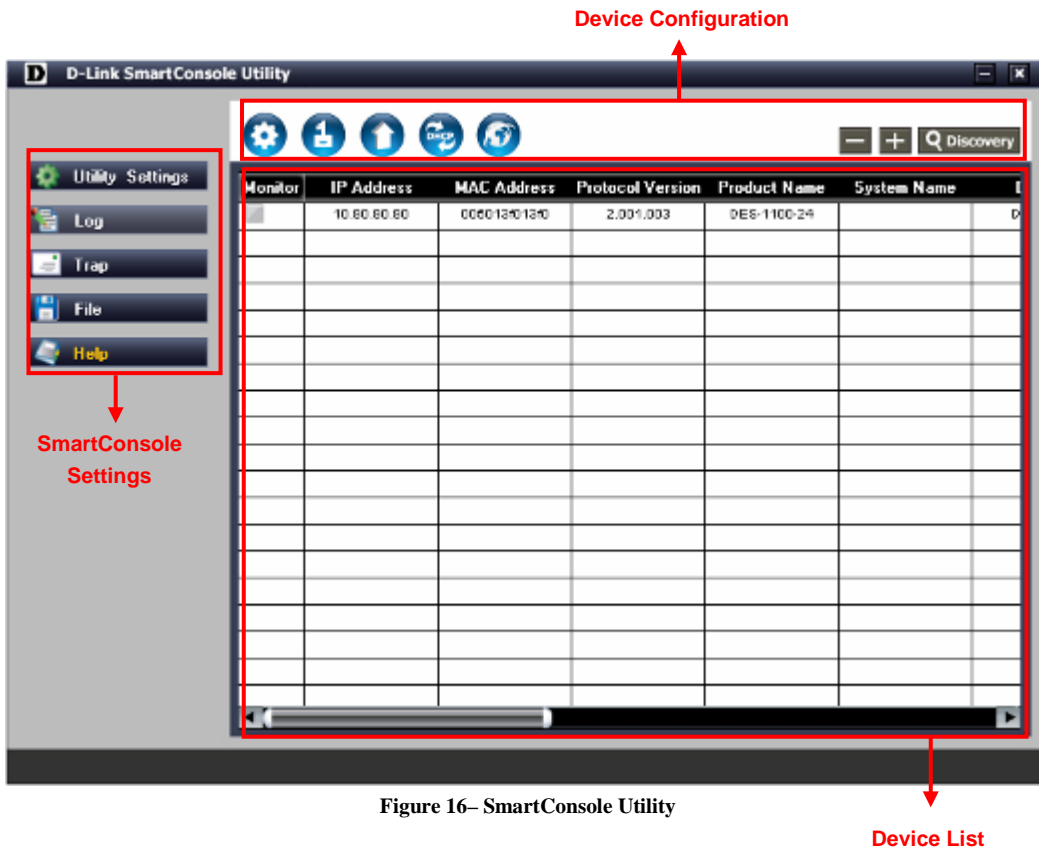 Device Configuration
D-Link SmartConsole Utility
Discovery
Utility Settings
Log
Trap
File
Help
Monitor IP Address MAC Address Protocol Version Product Name System Name D
10.80.80.80 2.001.003 DES-1100-24 D
SmartConsole
Settings
Figure 16– SmartConsole Utility
Device List